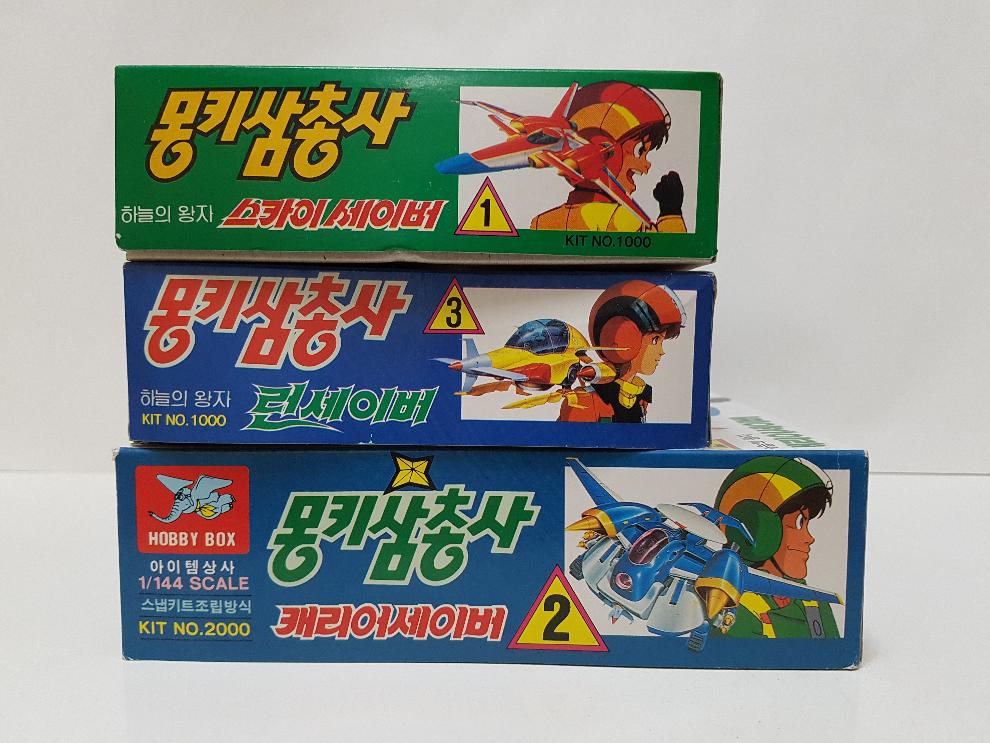 몽키삼총사
하늘의 왕자 스카이세이버
1
KIT NO.1000
몽키삼총사
3
하늘의 왕자 런세이버
KIT NO.1000
HOBBY BOX
아이템상사
1/144 SCALE
스냅키트조립방식
KIT NO.2000
몽키삼총사
캐리어세이버
2